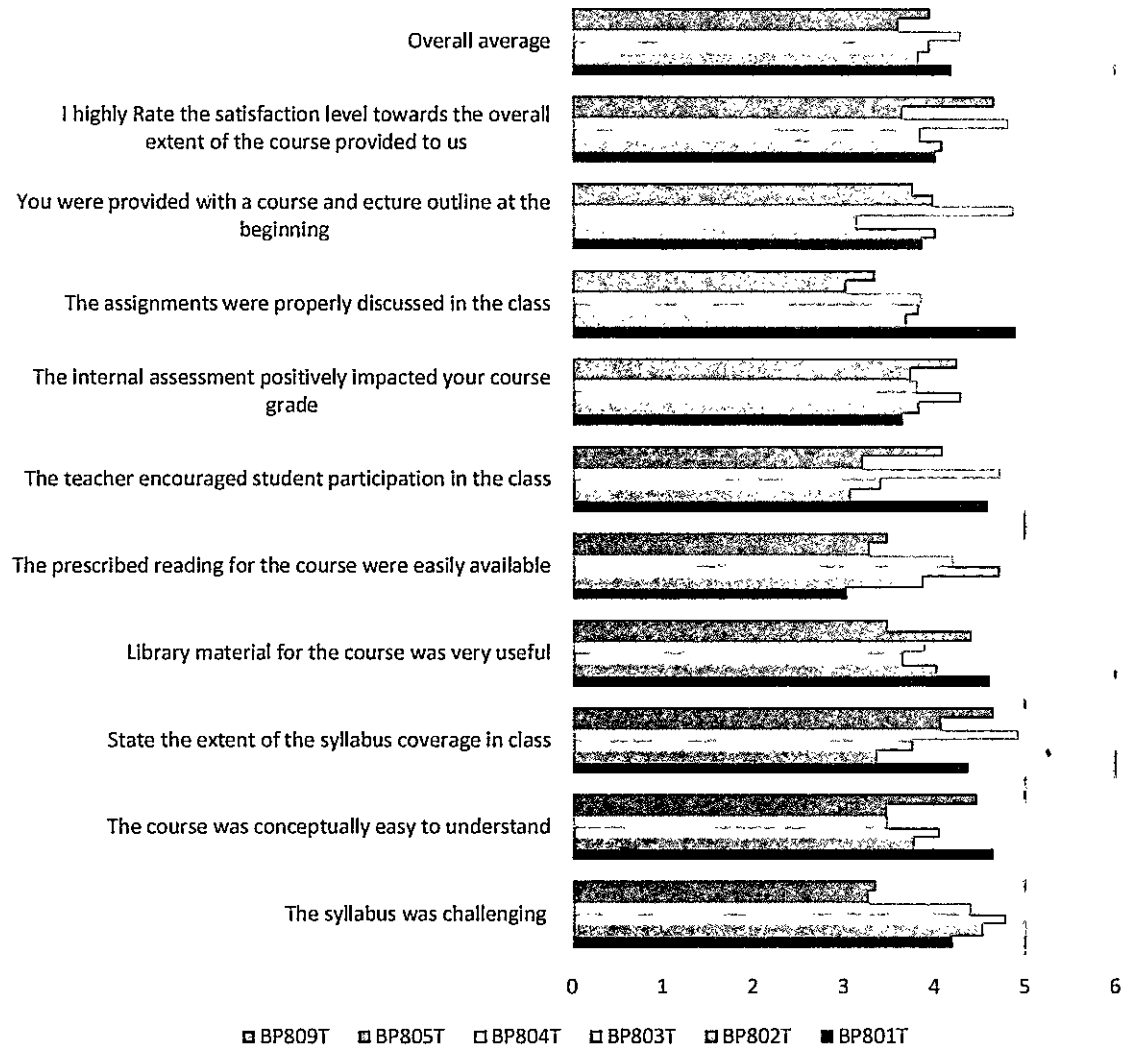 Overall average
I highly Rate the satisfaction level towards the overall
extent of the course provided to us
You were provided with a course and ecture outline at the
beginning
The assignments were properly discussed in the class
The internal assessment positively impacted your course
grade
The teacher encouraged student participation in the class
The prescribed reading for the course were easily available
Library material for the course was very useful
State the extent of the syllabus coverage in class
The course was conceptually easy to understand
The syllabus was challenging
0 1 2 3 4 5 6
BP809T BP805T BP804T BP803T BP802T BP801T